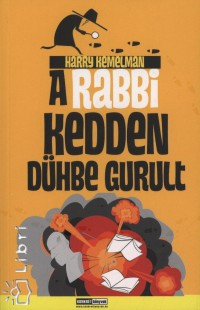 HARRY KEMELMAN
A RABBI
KEDDEN
DÜHBE GURULT
Libri